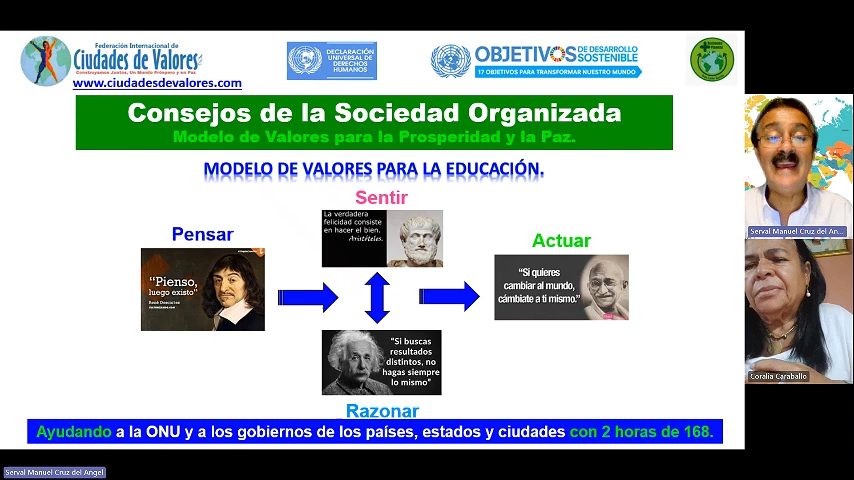 Federación Internacional de
Ciudades de Valores
Construyamos Juntos, Un Mundo Próspero y en Paz
www.ciudadesdevalores.com
DECLARACIÓN
UNIVERSAL DE
DERECHOS
HUMANOS
OBJETIVOS DE DESARROLLO
SOSTENIBLE
17 OBJETIVOS PARA TRANSFORMAR NUESTRO MUNDO
Consejos de la Sociedad Organizada
Modelo de Valores para la Prosperidad y la Paz.
MODELO DE VALORES PARA LA EDUCACIÓN.
Sentir
La verdadera
felicidad consiste
en hacer el bien.
Aristóteles.
Pensar
"Pienso,
luego existo"
René Descartes
Actuar
"Si quieres
cambiar al mundo,
cámbiate a ti mismo."
"Si buscas
resultados
distintos, no
hagas siempre
lo mismo"
Razonar
Ayudando a la ONU y a los gobiernos de los países, estados y ciudades con 2 horas de 168.
Serval Manuel Cruz del An...
Coralia Caraballo
Serval Manuel Cruz del Angel